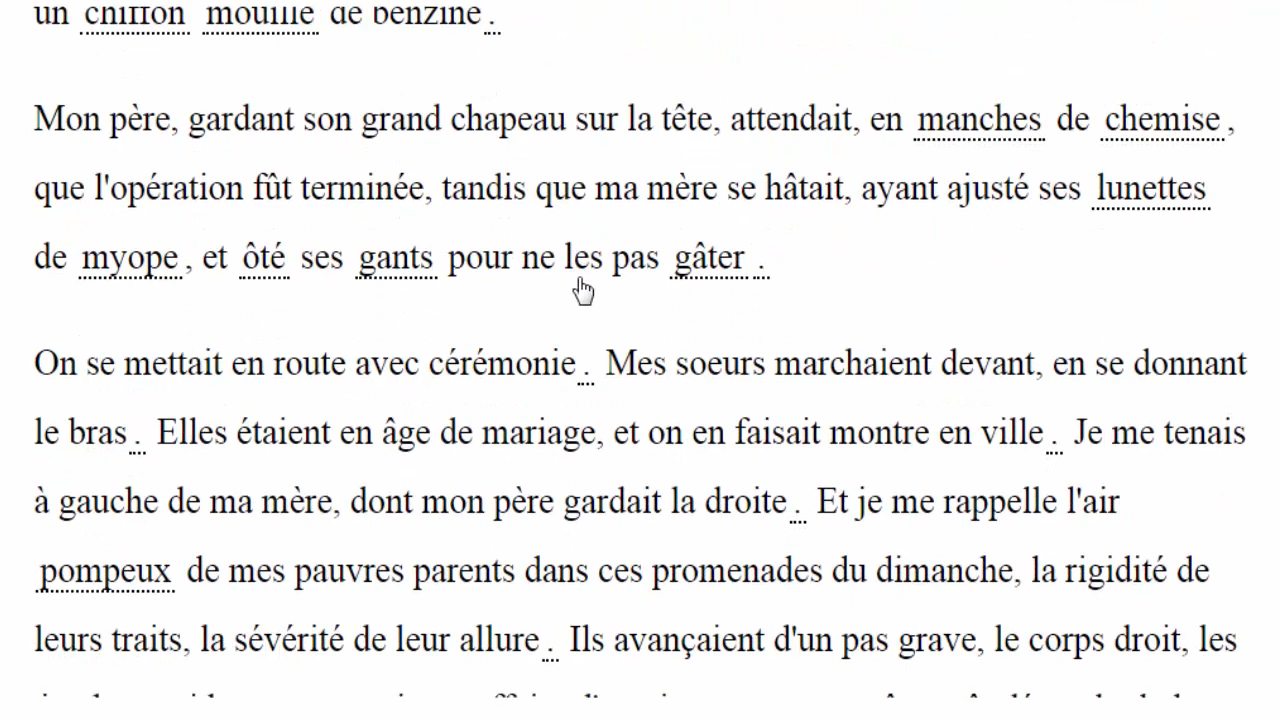 un chiffon mouillé de benzine .
Mon père, gardant son grand chapeau sur la tête, attendait, en manches de chemise ,
que l'opération fût terminée, tandis que ma mère se hâtait, ayant ajusté ses lunettes
de myope , et ôté ses gants pour ne les pas gâter .
On se mettait en route avec cérémonie . Mes soeurs marchaient devant, en se donnant
le bras . Elles étaient en âge de mariage, et on en faisait montre en ville . Je me tenais
à gauche de ma mère, dont mon père gardait la droite . Et je me rappelle l'air
pompeux de mes pauvres parents dans ces promenades du dimanche, la rigidité de
leurs traits, la sévérité de leur allure . Ils avançaient d'un pas grave, le corps droit, les